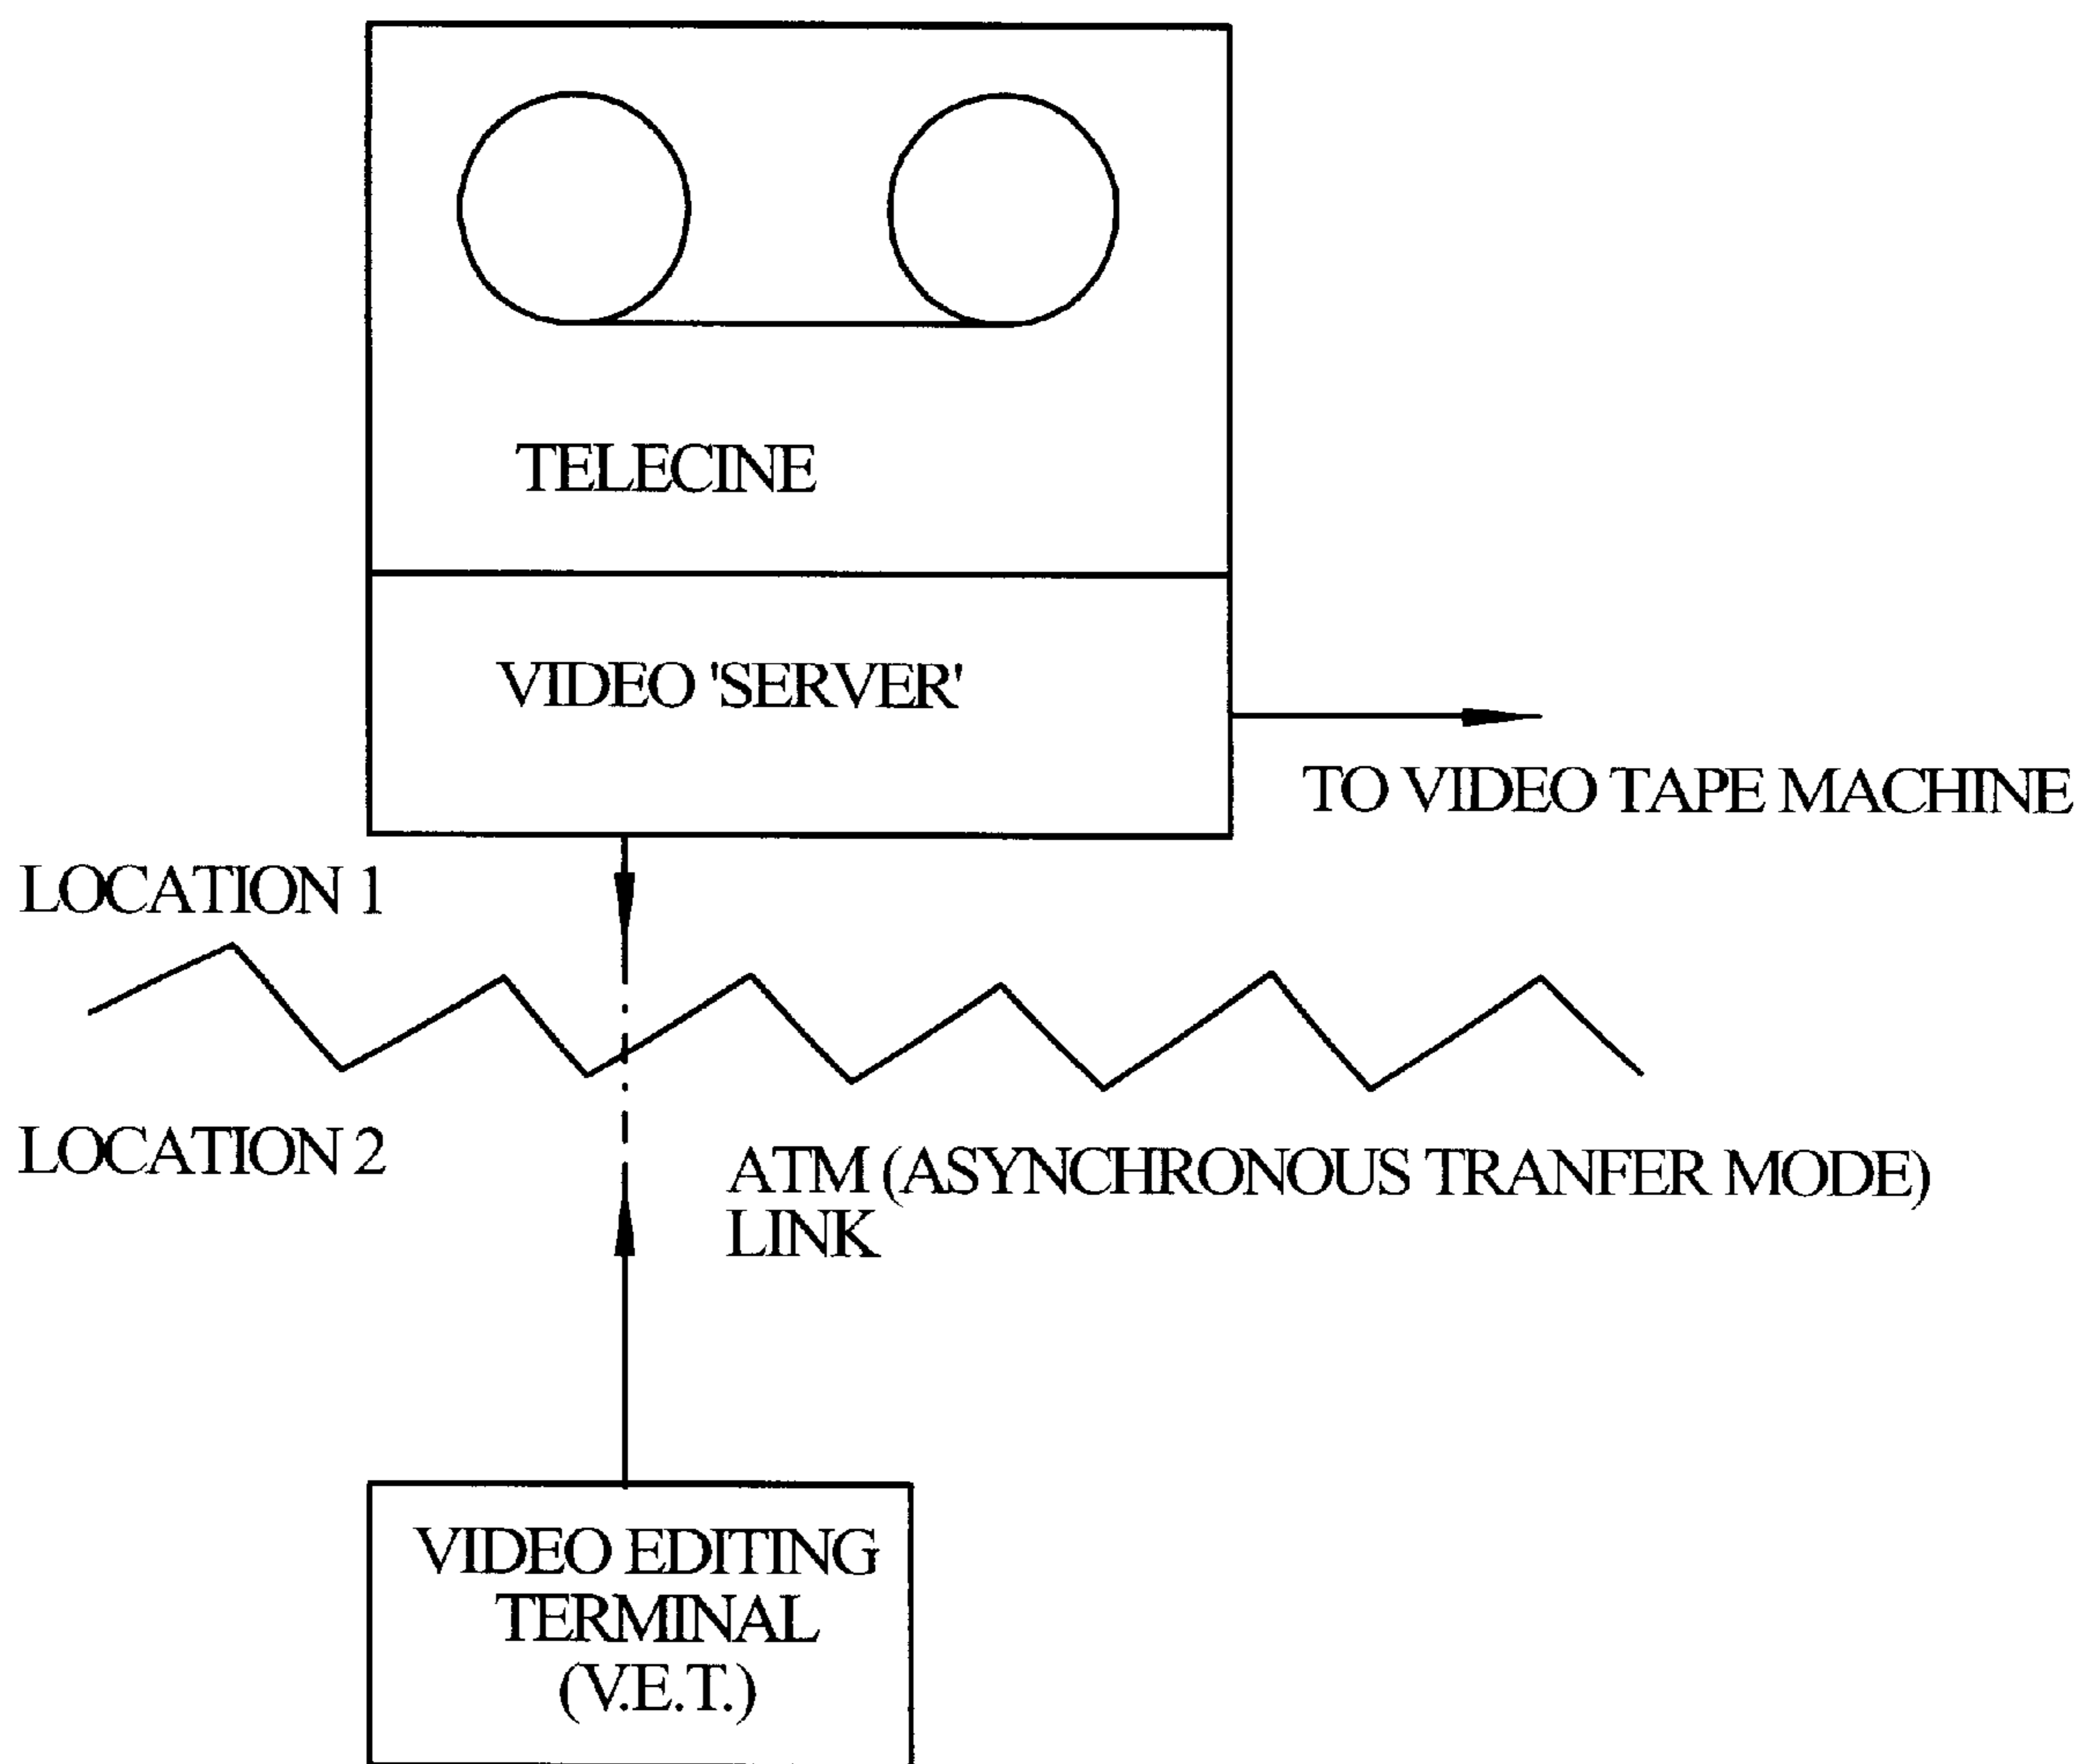 TELECINE
VIDEO 'SERVER'
TO VIDEO TAPE MACHINE
LOCATION 1
LOCATION 2
ATM (ASYNCHRONOUS TRANFER MODE)
LINK
VIDEO EDITING
TERMINAL
(V.E.T.)